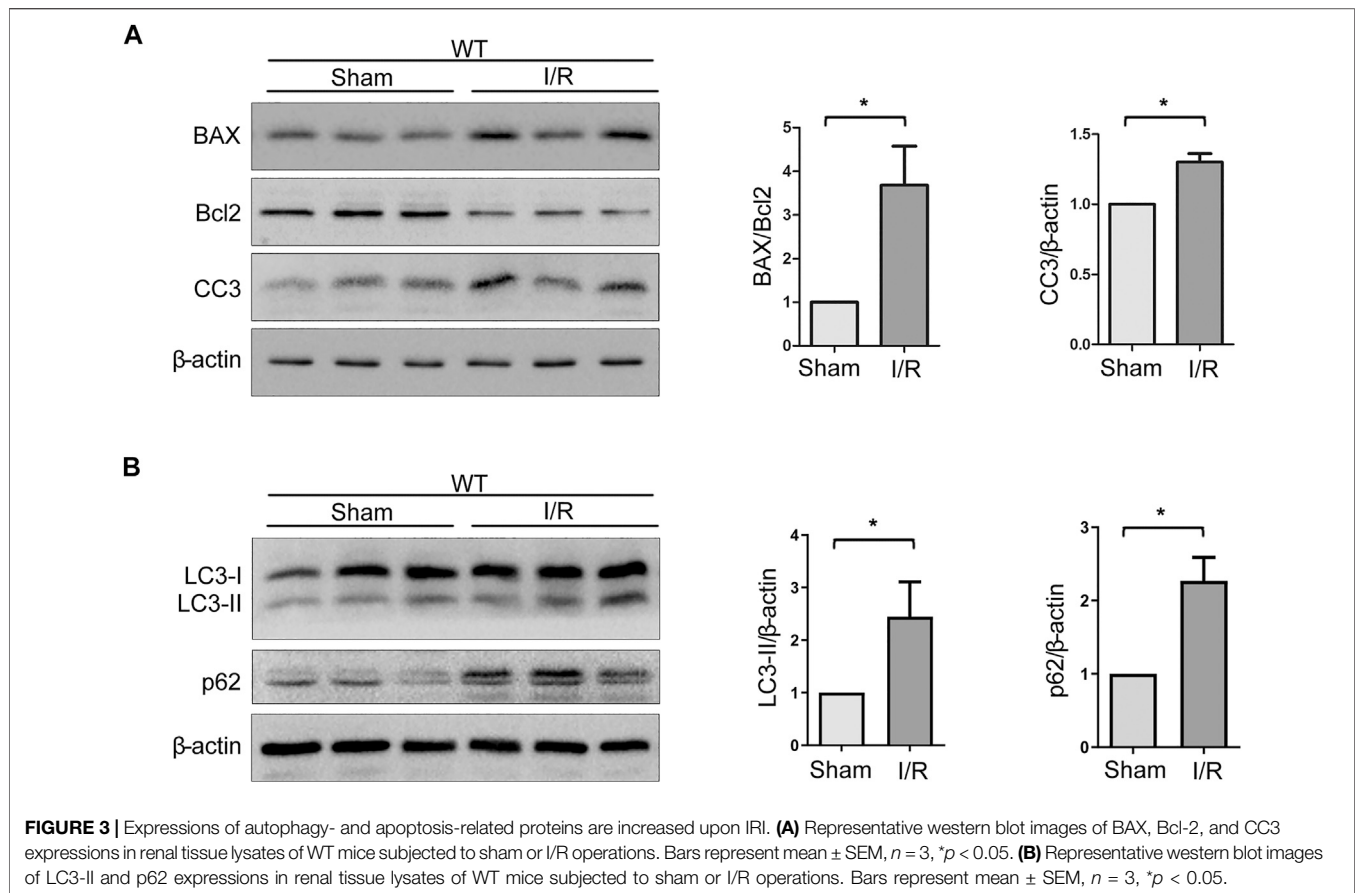 A
WT
Sham I/R
BAX
Bcl2
CC3
β-actin
*
BAX/Bcl2
5
4
3
2
1
0
Sham I/R
*
CC3/β-actin
1.5
1.0
0.5
0.0
Sham I/R
B
WT
Sham I/R
LC3-I
LC3-II
p62
β-actin
*
LC3-II/β-actin
4
3
2
1
0
Sham I/R
*
p62/β-actin
3
2
1
0
Sham I/R
FIGURE 3 | Expressions of autophagy- and apoptosis-related proteins are increased upon IRI. (A) Representative western blot images of BAX, Bcl-2, and CC3
expressions in renal tissue lysates of WT mice subjected to sham or I/R operations. Bars represent mean ± SEM, n = 3, *p < 0.05. (B) Representative western blot images
of LC3-II and p62 expressions in renal tissue lysates of WT mice subjected to sham or I/R operations. Bars represent mean ± SEM, n = 3, *p < 0.05.